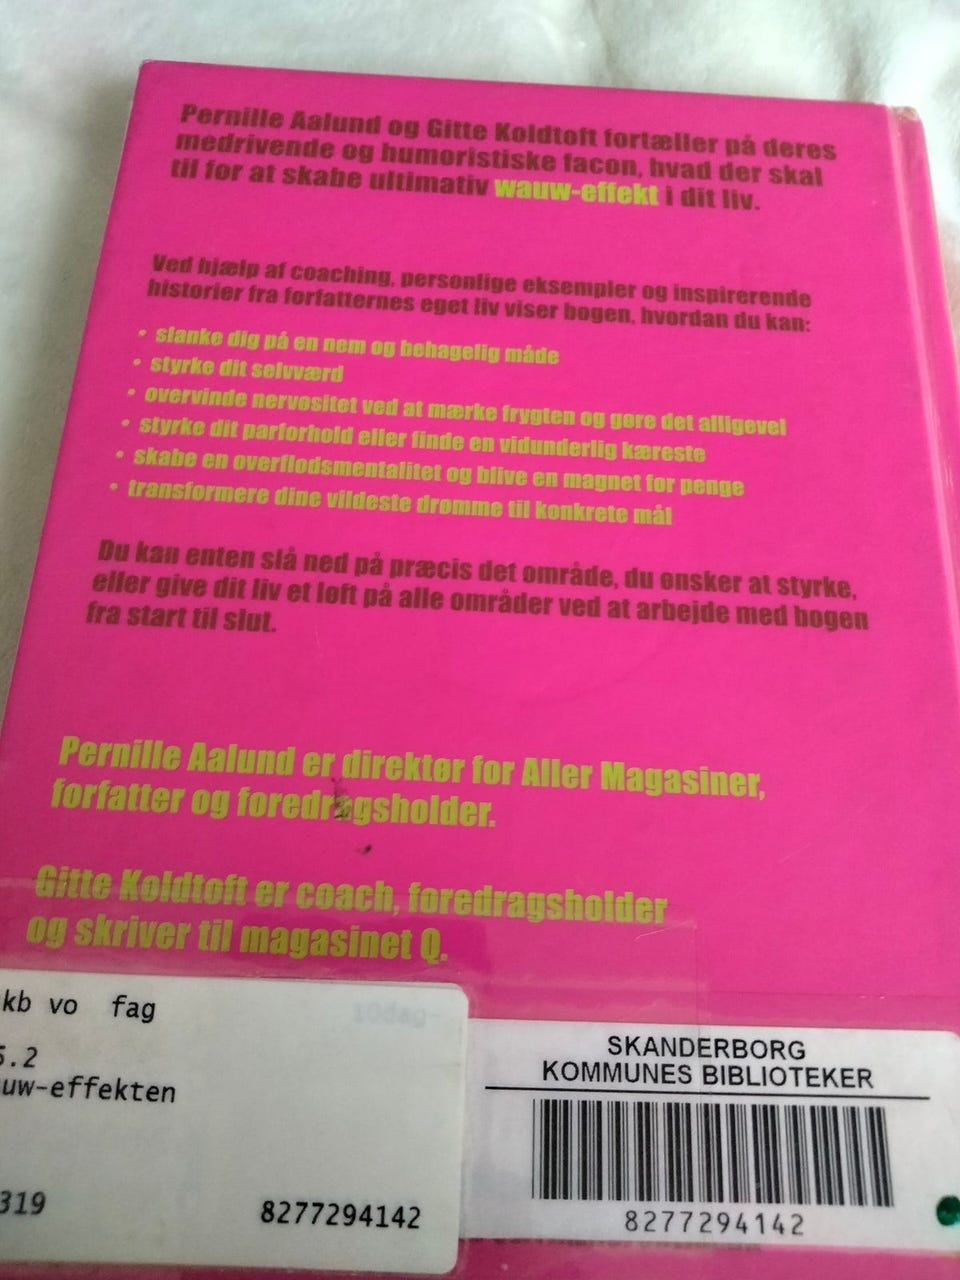 Pernille Aalund og Gitte Koldtoft fortæller på deres
medrivende og humoristiske facon, hvad der skal
til for at skabe ultimativ wauw-effekt i dit liv.
Ved hjælp af coaching, personlige eksempler og inspirerende
historier fra forfatternes eget liv viser bogen, hvordan du kan:
• slanke dig på en nem og behagelig måde
• styrke dit selvværd
• overvinde nervøsitet ved at mærke frygten og gøre det alligevel
• styrke dit parforhold eller finde en vidunderlig kæreste
• skabe en overflodsmentalitet og blive en magnet for penge
• transformere dine vildeste drømme til konkrete mål
Du kan enten slå ned på præcis det område, du ønsker at styrke,
eller give dit liv et løft på alle områder ved at arbejde med bogen
fra start til slut.
Pernille Aalund er direktør for Aller Magasiner,
forfatter og foredragsholder.
Gitte Koldtoft er coach, foredragsholder
og skriver til magasinet Q.
kb vo fag
10dag-
5.2
uw-effekten
319
8277294142
SKANDERBORG
KOMMUNES BIBLIOTEKER
8277294142